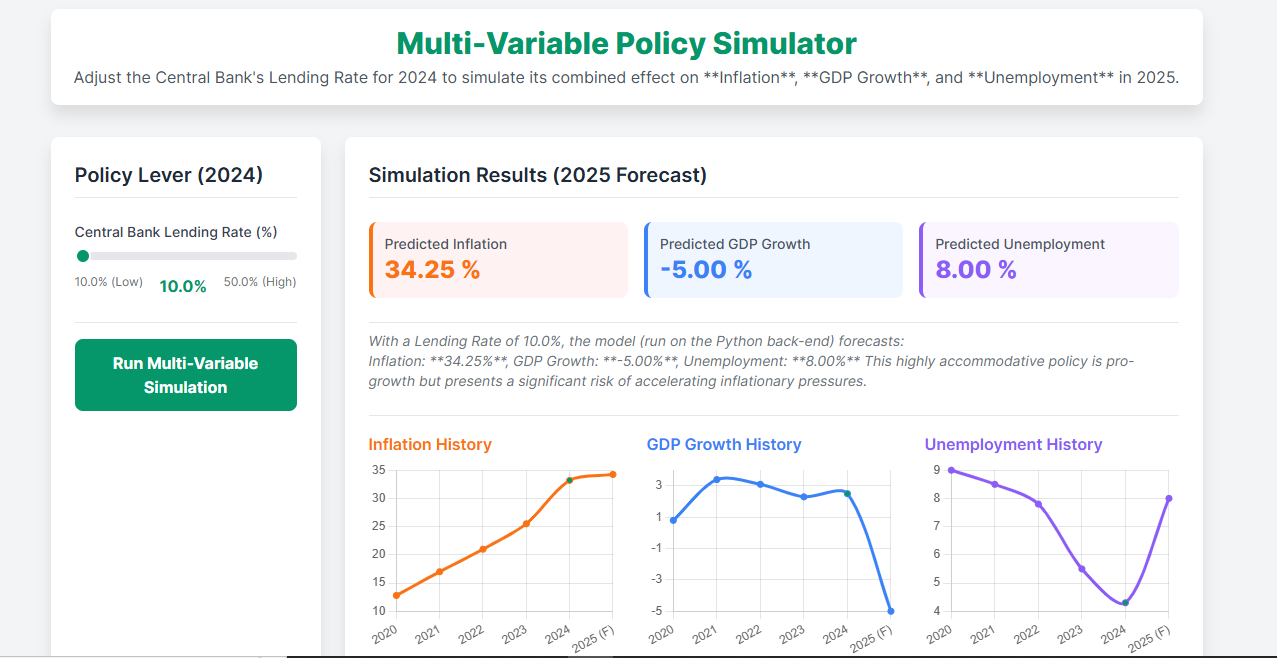 Multi-Variable Policy Simulator
Adjust the Central Bank's Lending Rate for 2024 to simulate its combined effect on **Inflation**, **GDP Growth**, and **Unemployment** in 2025.
Policy Lever (2024)
Central Bank Lending Rate (%)
10.0% (Low)
10.0%
50.0% (High)
Run Multi-Variable
Simulation
Simulation Results (2025 Forecast)
Predicted Inflation
34.25 %
Predicted GDP Growth
-5.00 %
Predicted Unemployment
8.00 %
With a Lending Rate of 10.0%, the model (run on the Python back-end) forecasts:
Inflation: **34.25%**, GDP Growth: **-5.00%**, Unemployment: **8.00%** This highly accommodative policy is pro-
growth but presents a significant risk of accelerating inflationary pressures.
Inflation History
35
30
25
20
15
10
2020 2021 2022 2023 2024 2025 (F)
GDP Growth History
3
1
-1
-3
-5
2020 2021 2022 2023 2024 2025 (F)
Unemployment History
9
8
7
6
5
4
2020 2021 2022 2023 2024 2025 (F)